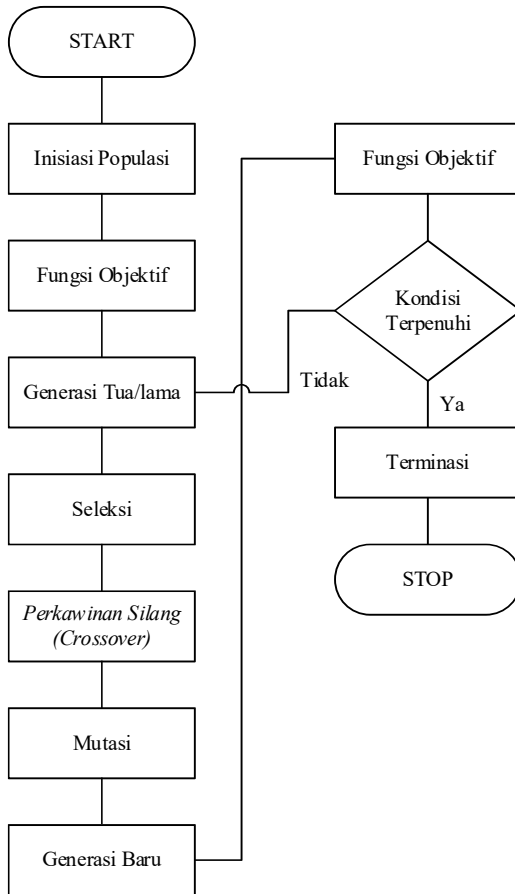 START
Inisiasi Populasi
Fungsi Objektif
Generasi Tua/lama
Seleksi
Perkawinan Silang
(Crossover)
Mutasi
Generasi Baru
Fungsi Objektif
Kondisi
Terpenuhi
Tidak
Ya
Terminasi
STOP